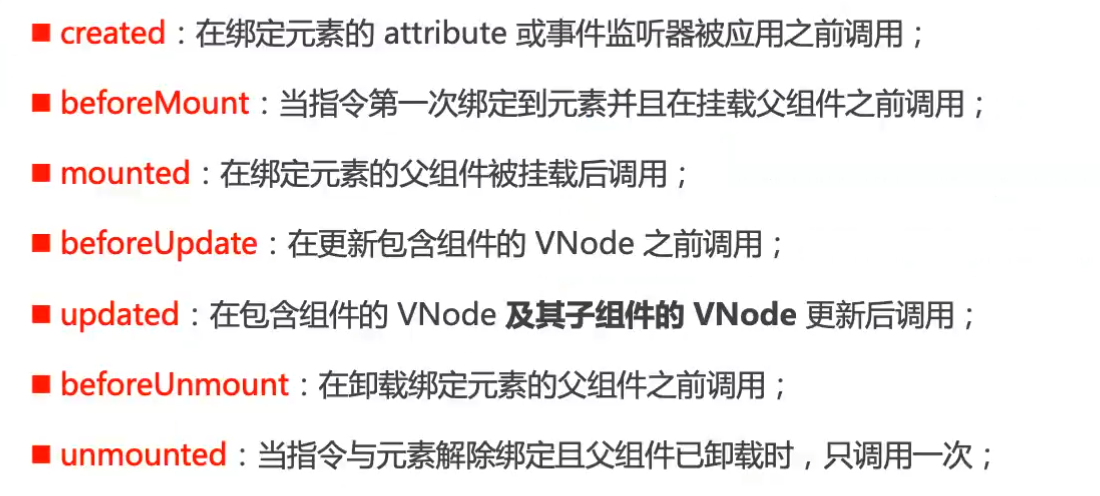 created：在绑定元素的 attribute 或事件监听器被应用之前调用；
beforeMount：当指令第一次绑定到元素并且在挂载父组件之前调用；
mounted：在绑定元素的父组件被挂载后调用；
beforeUpdate：在更新包含组件的 VNode 之前调用；
updated：在包含组件的 VNode 及其子组件的 VNode 更新后调用；
beforeUnmount：在卸载绑定元素的父组件之前调用；
unmounted：当指令与元素解除绑定且父组件已卸载时，只调用一次；